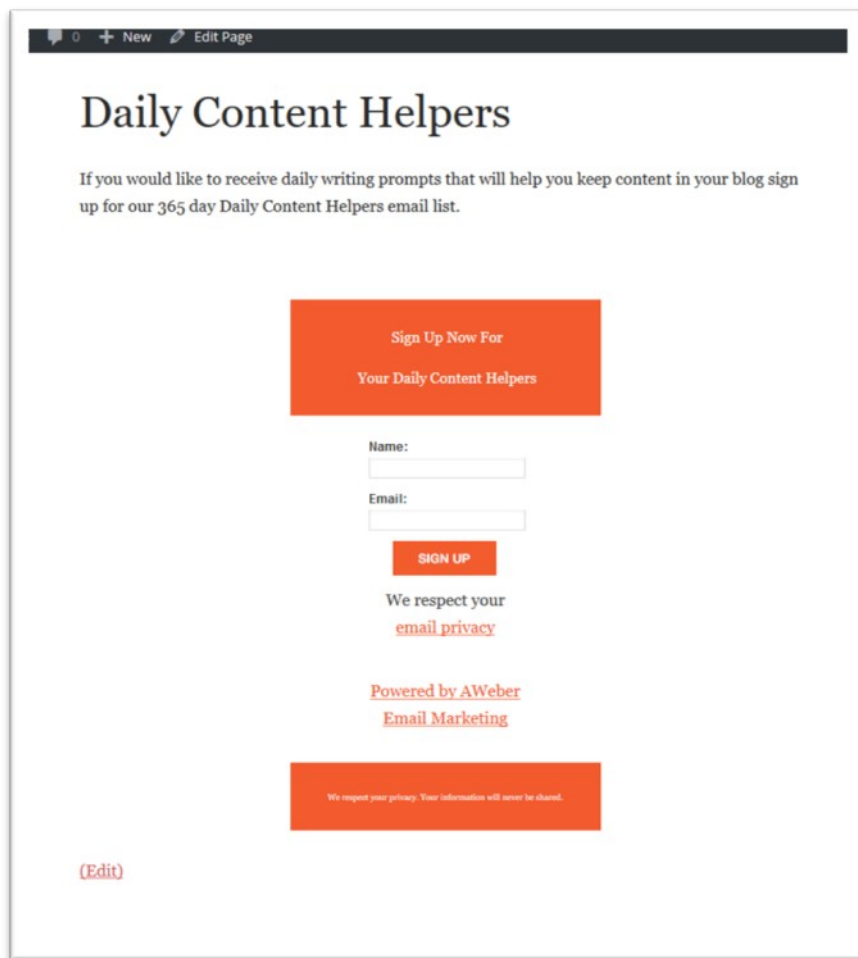 0 New Edit Page
Daily Content Helpers
If you would like to receive daily writing prompts that will help you keep content in your blog sign
up for our 365 day Daily Content Helpers email list.
Sign Up Now For
Your Daily Content Helpers
Name:
Email:
SIGN UP
We respect your
email privacy
Powered by AWeber
Email Marketing
We respect your privacy. Your information will never be shared.
(Edit)